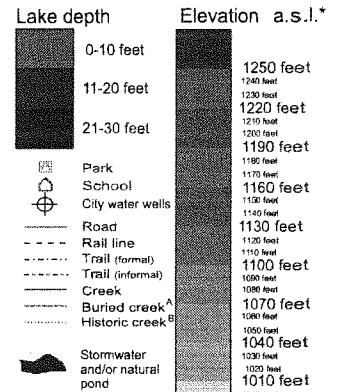 Lake depth
0-10 feet
11-20 feet
21-30 feet
Park
School
City water wells
Road
Rail line
Trail (formal)
Trail (informal)
Creek
Buried creek^A
Historic creek^B
Stormwater
and/or natural
pond
Elevation a.s.l.*
1250 feet
1240 feet
1230 feet
1220 feet
1210 feet
1200 feet
1190 feet
1180 feet
1170 feet
1160 feet
1150 feet
1140 feet
1130 feet
1120 feet
1110 feet
1100 feet
1090 feet
1080 feet
1070 feet
1060 feet
1050 feet
1040 feet
1030 feet
1020 feet
1010 feet